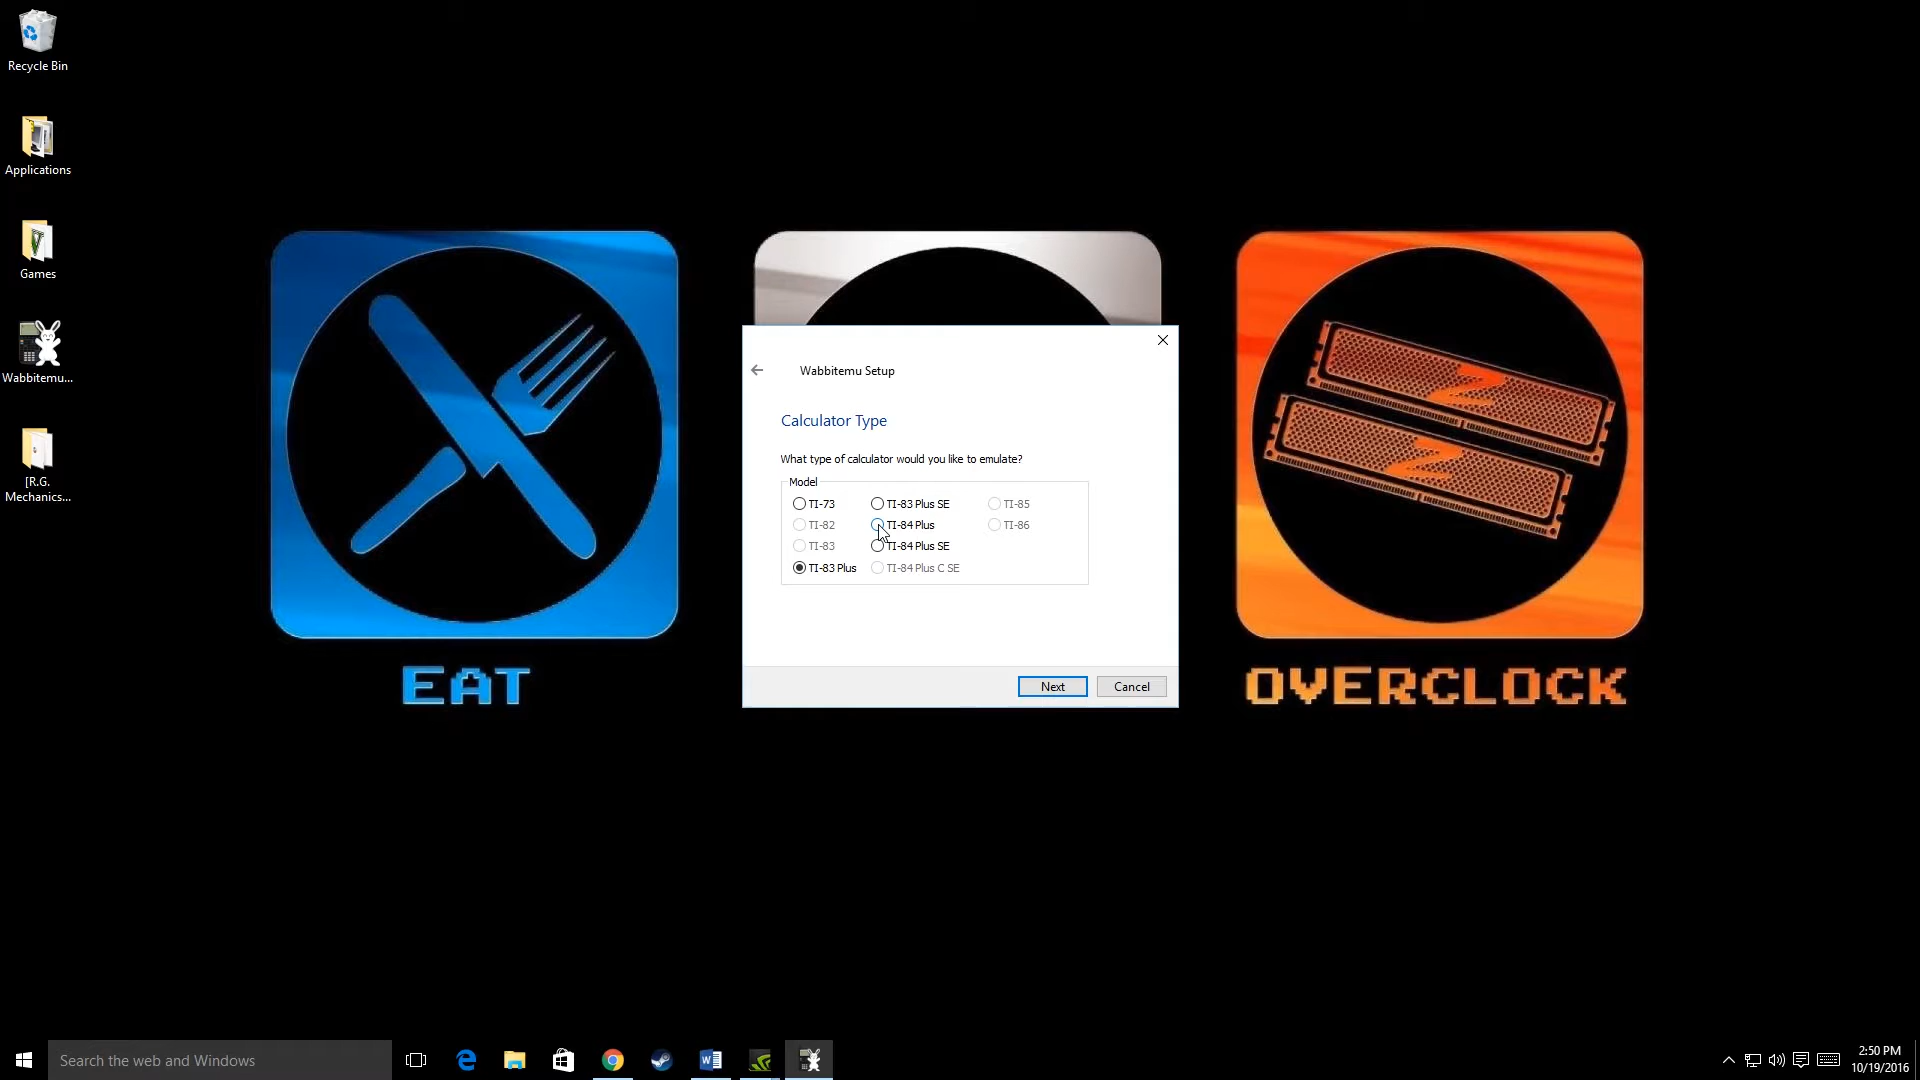 Recycle Bin
Applications
Games
Wabbitemu...
[R.G.
Mechanics...
EAT
OVERCLOCK
Wabbitemu Setup
Calculator Type
What type of calculator would you like to emulate?
Model
TI-73
TI-83 Plus SE
TI-85
TI-82
TI-84 Plus
TI-86
TI-83
TI-84 Plus SE
TI-83 Plus
TI-84 Plus C SE
Next
Cancel
Search the web and Windows
2:50 PM
10/19/2016